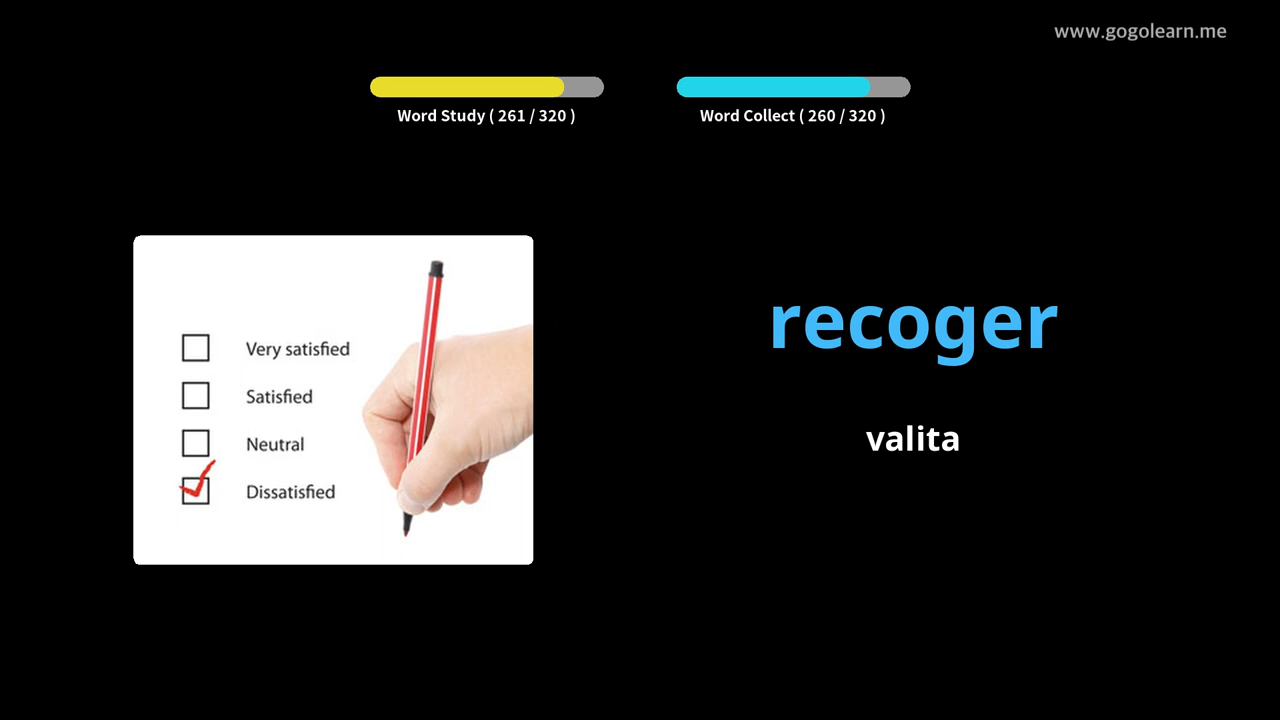 www.gogolearn.me
Word Study ( 261 / 320 )
Word Collect ( 260 / 320 )
Very satisfied
Satisfied
Neutral
Dissatisfied
recoger
valita